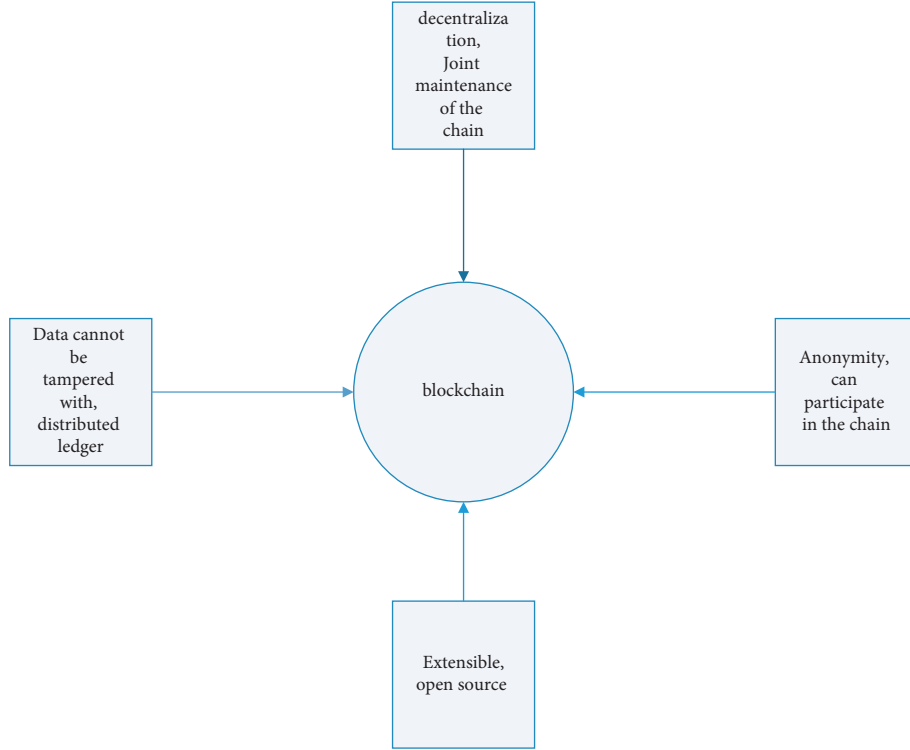 decentraliza
tion,
Joint
maintenance
of the
chain
Data cannot
be
tampered
with,
distributed
ledger
blockchain
Anonymity,
can
participate
in the chain
Extensible,
open source